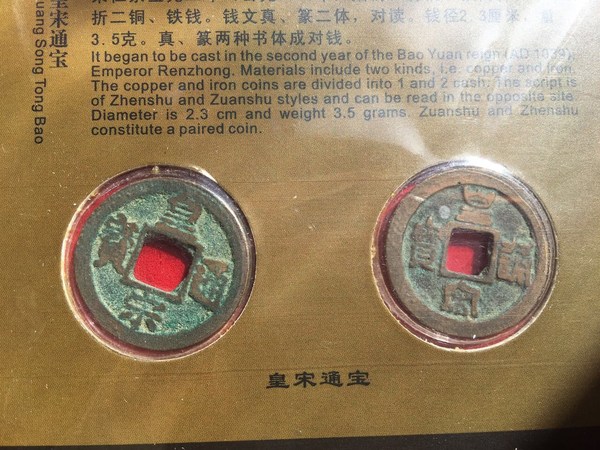 皇宋通宝
uang Song Tong Bao
折二铜、铁钱。钱文真、篆二体，对读。钱径2.3厘米，重
3.5克。真、篆两种书体成对钱。
It began to be cast in the second year of the Bao Yuan reign (AD 1039),
Emperor Renzhong. Materials include two kinds, i.e. copper and iron.
The copper and iron coins are divided into 1 and 2 cash. The script is
of Zhenshu and Zuanshu styles and can be read in the opposite site.
Diameter is 2.3 cm and weight 3.5 grams. Zuanshu and Zhenshu
constitute a paired coin.
皇宋通寶
皇宋通寶
皇宋通宝